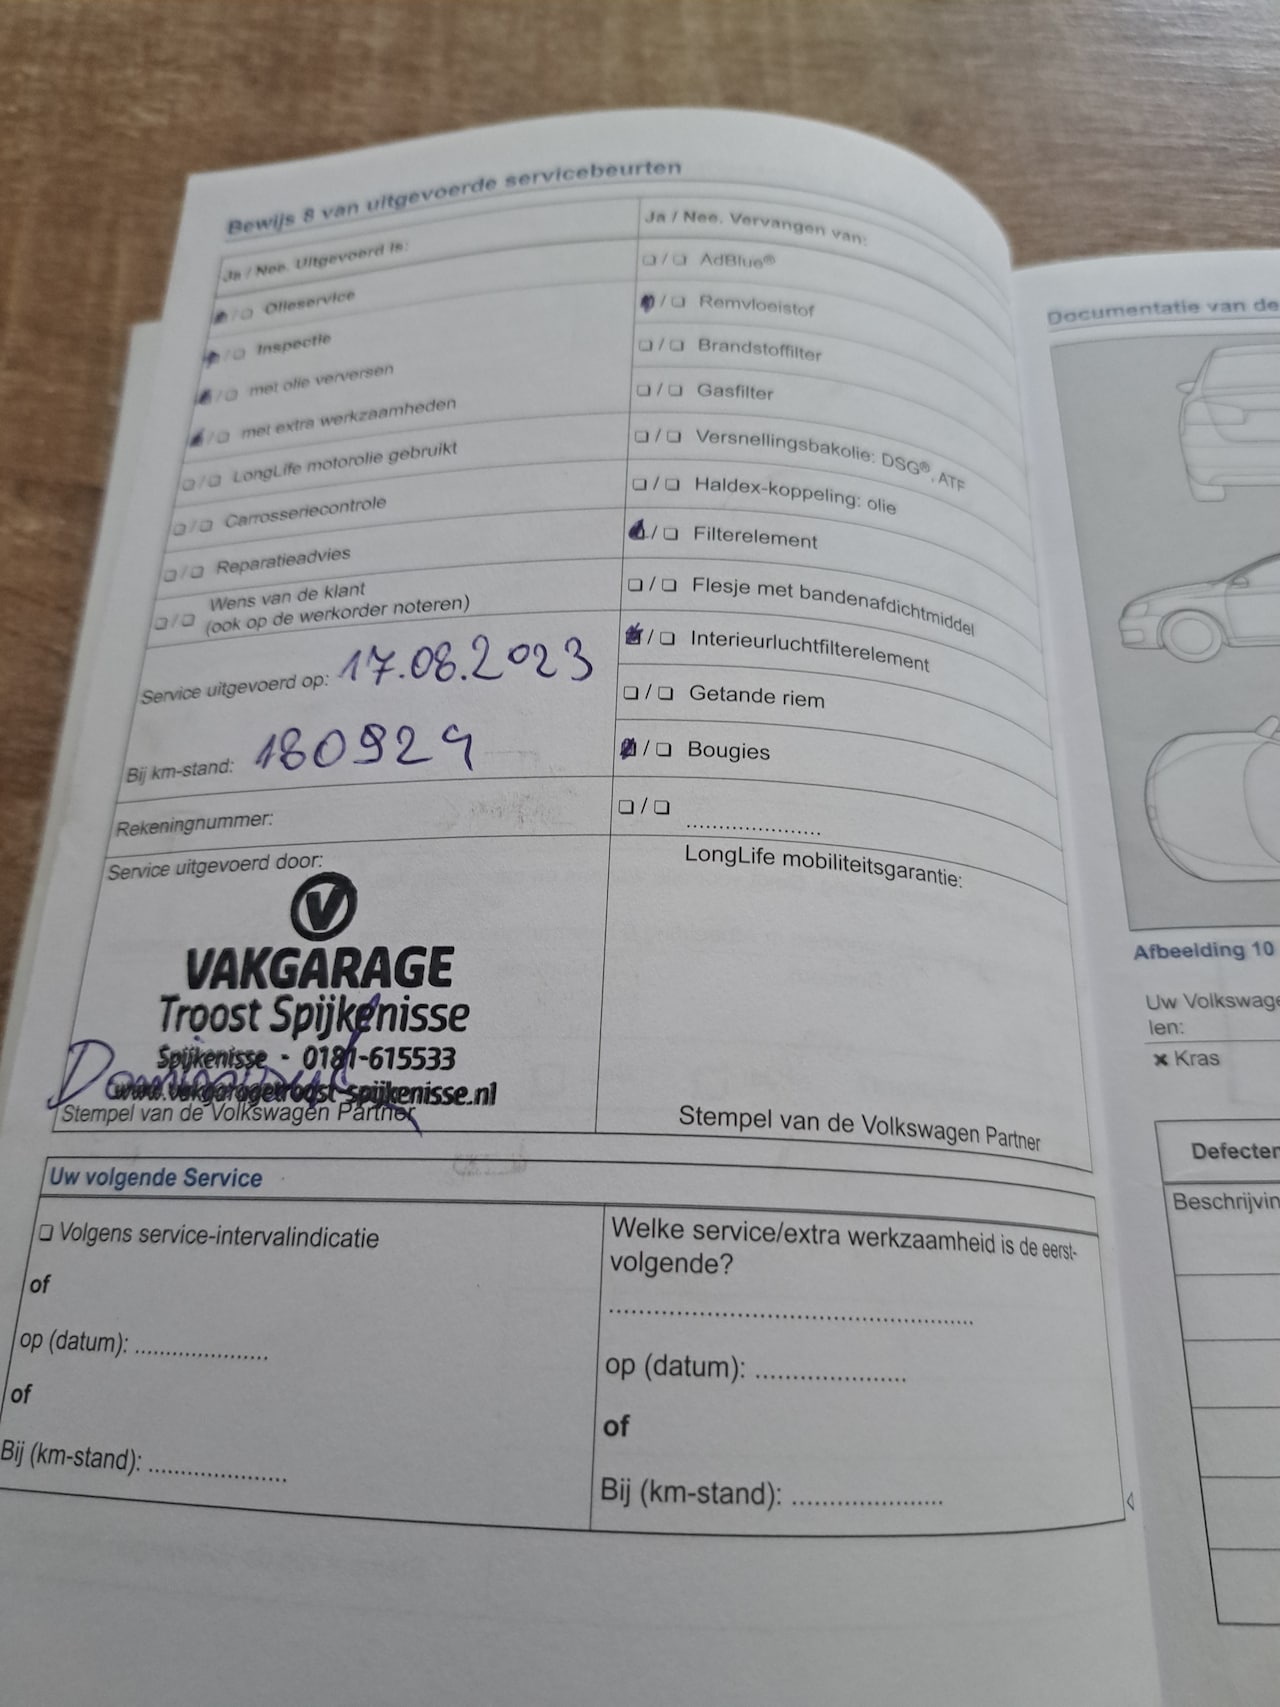 Bewijs 8 van uitgevoerde servicebeurten
Ja / Nee. Uitgevoerd is:
❏/❏ Olieservice
❏/❏ Inspectie
❏/❏ met olie verversen
❏/❏ met extra werkzaamheden
❏/❏ LongLife motorolie gebruikt
❏/❏ Carrosseriecontrole
❏/❏ Reparatieadvies
❏/❏ Wens van de klant
(ook op de werkorder noteren)
Service uitgevoerd op: 17.08.2023
Bij km-stand: 180924
Rekeningnummer:
Service uitgevoerd door:
VAKGARAGE
Troost Spijkenisse
Spijkenisse - 0181-615533
www.vakgaragetroost-spijkenisse.nl
Stempel van de Volkswagen Partner
Ja / Nee. Vervangen van:
❏/❏ AdBlue®
❏/❏ Remvloeistof
❏/❏ Brandstoffilter
❏/❏ Gasfilter
❏/❏ Versnellingsbakolie: DSG®, ATF
❏/❏ Haldex-koppeling: olie
❏/❏ Filterelement
❏/❏ Flesje met bandenafdichtmiddel
❏/❏ Interieurluchtfilterelement
❏/❏ Getande riem
❏/❏ Bougies
❏/❏ .....................
LongLife mobiliteitsgarantie:
Stempel van de Volkswagen Partner
Uw volgende Service
❏ Volgens service-intervalindicatie
of
op (datum): .....................
of
Bij (km-stand): .....................
Welke service/extra werkzaamheid is de eerst-
volgende?
.....................................................
op (datum): .....................
of
Bij (km-stand): .....................
Documentatie van de
Afbeelding 10
Uw Volkswage
len:
× Kras
Defecten
Beschrijvin